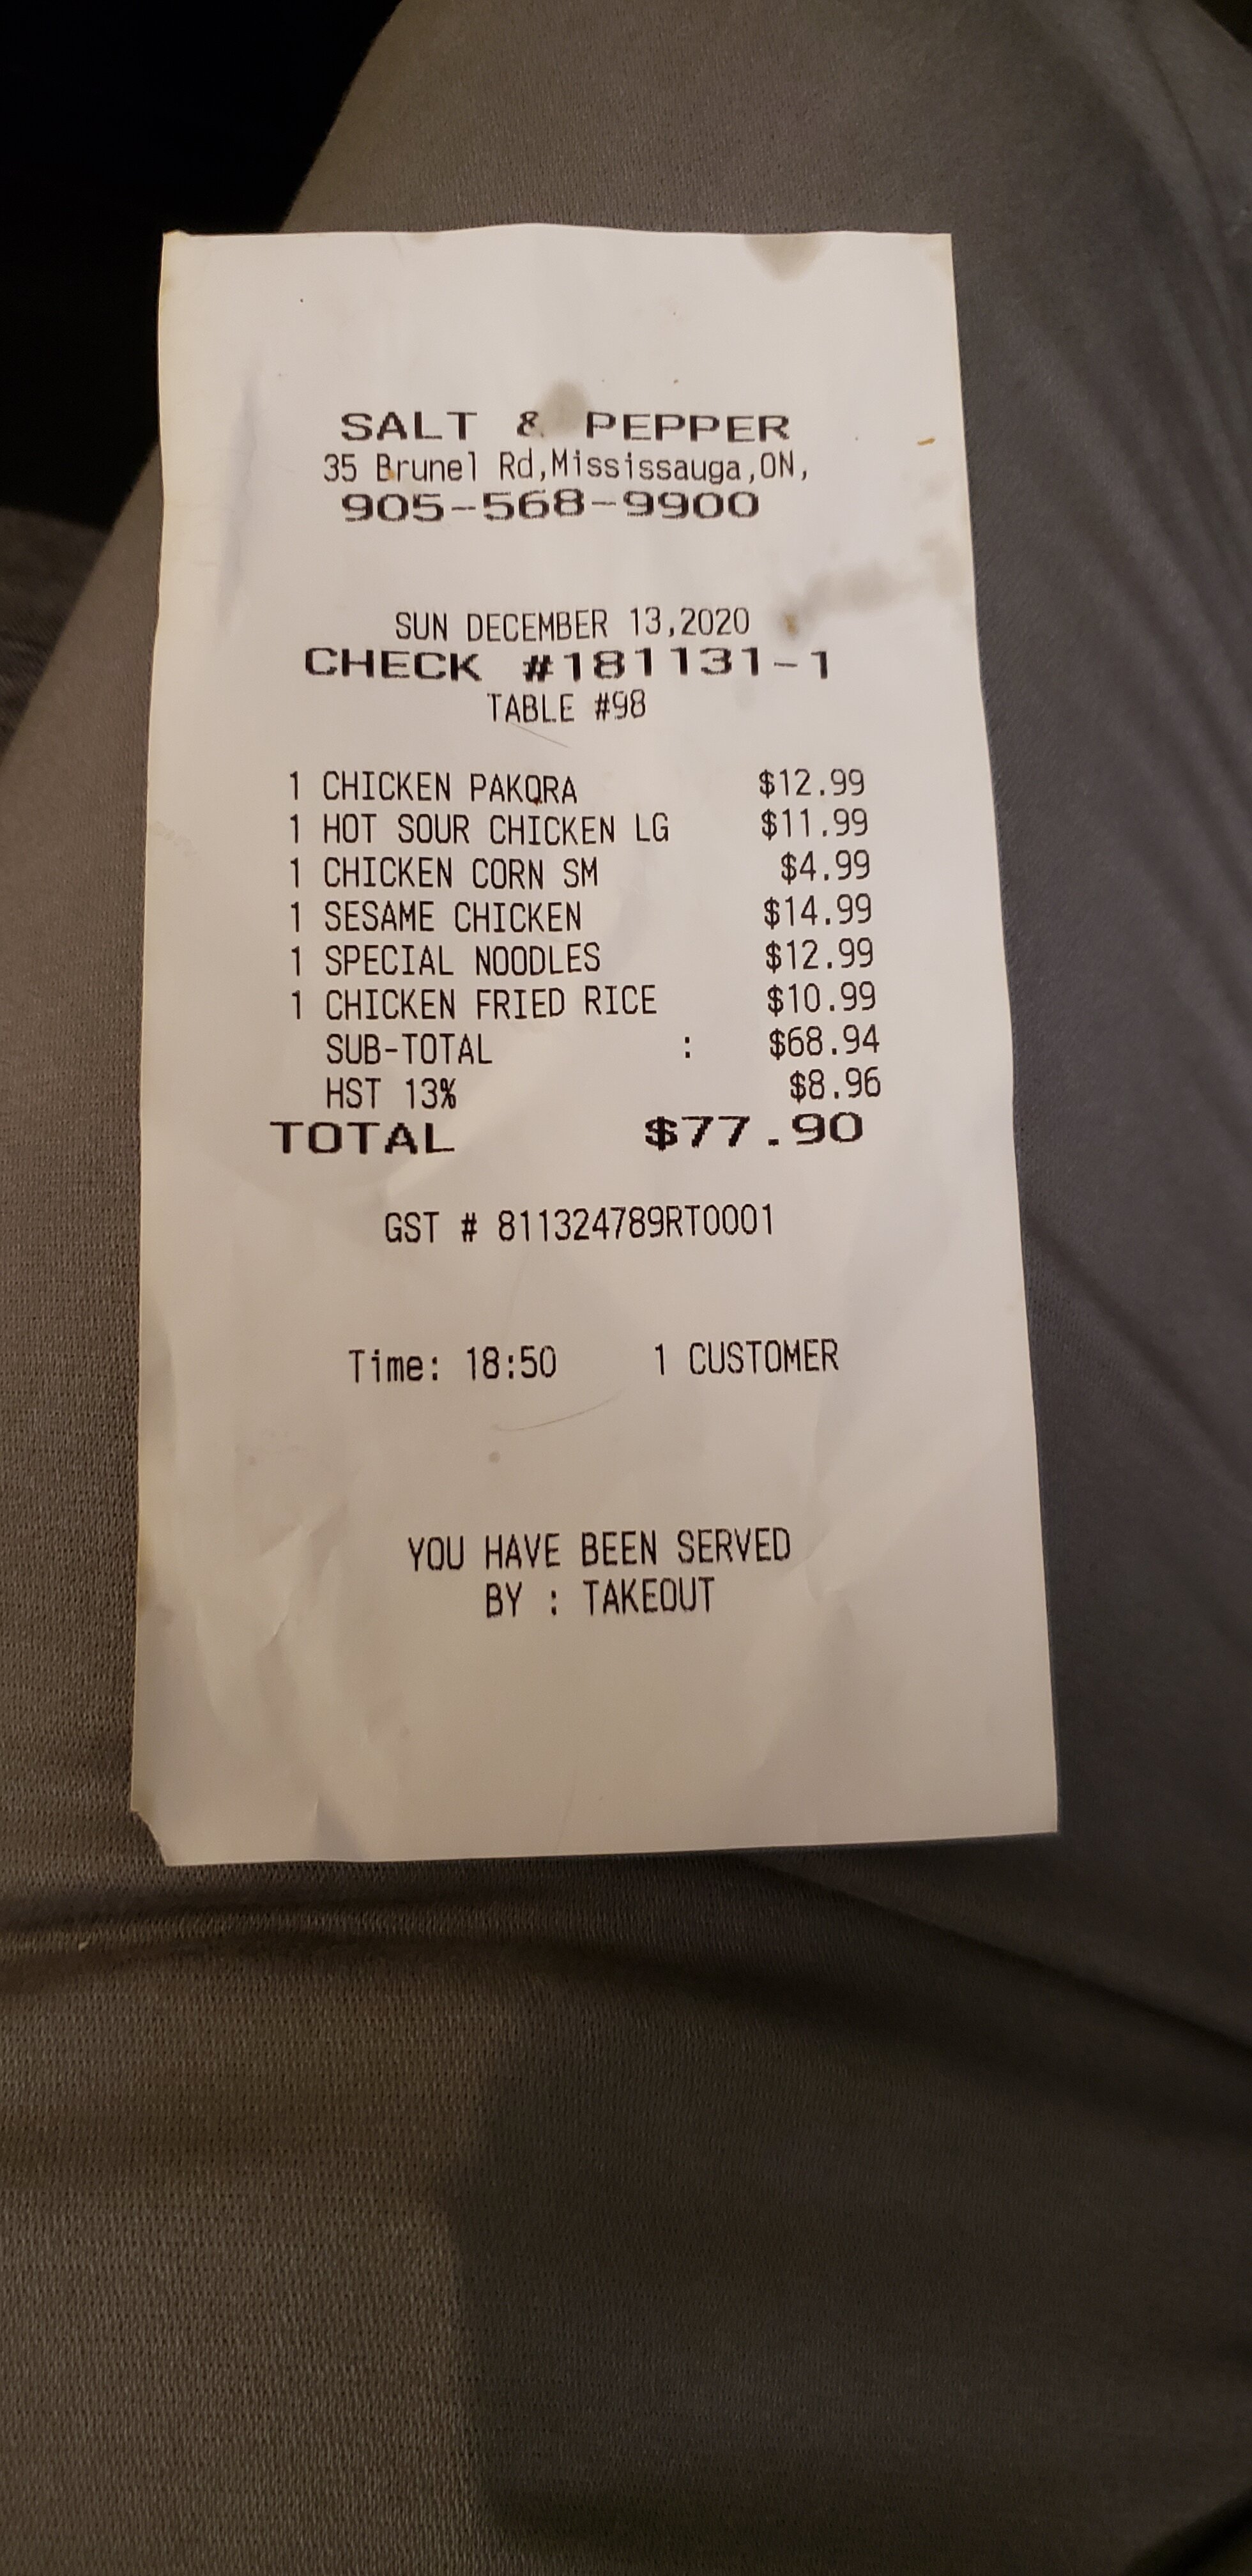 SALT & PEPPER
35 Brunel Rd,Mississauga,ON,
905-568-9900
SUN DECEMBER 13,2020
CHECK #181131-1
TABLE #98
1 CHICKEN PAKORA $12.99
1 HOT SOUR CHICKEN LG $11.99
1 CHICKEN CORN SM $4.99
1 SESAME CHICKEN $14.99
1 SPECIAL NOODLES $12.99
1 CHICKEN FRIED RICE $10.99
SUB-TOTAL : $68.94
HST 13% $8.96
TOTAL $77.90
GST # 811324789RT0001
Time: 18:50 1 CUSTOMER
YOU HAVE BEEN SERVED
BY : TAKEOUT